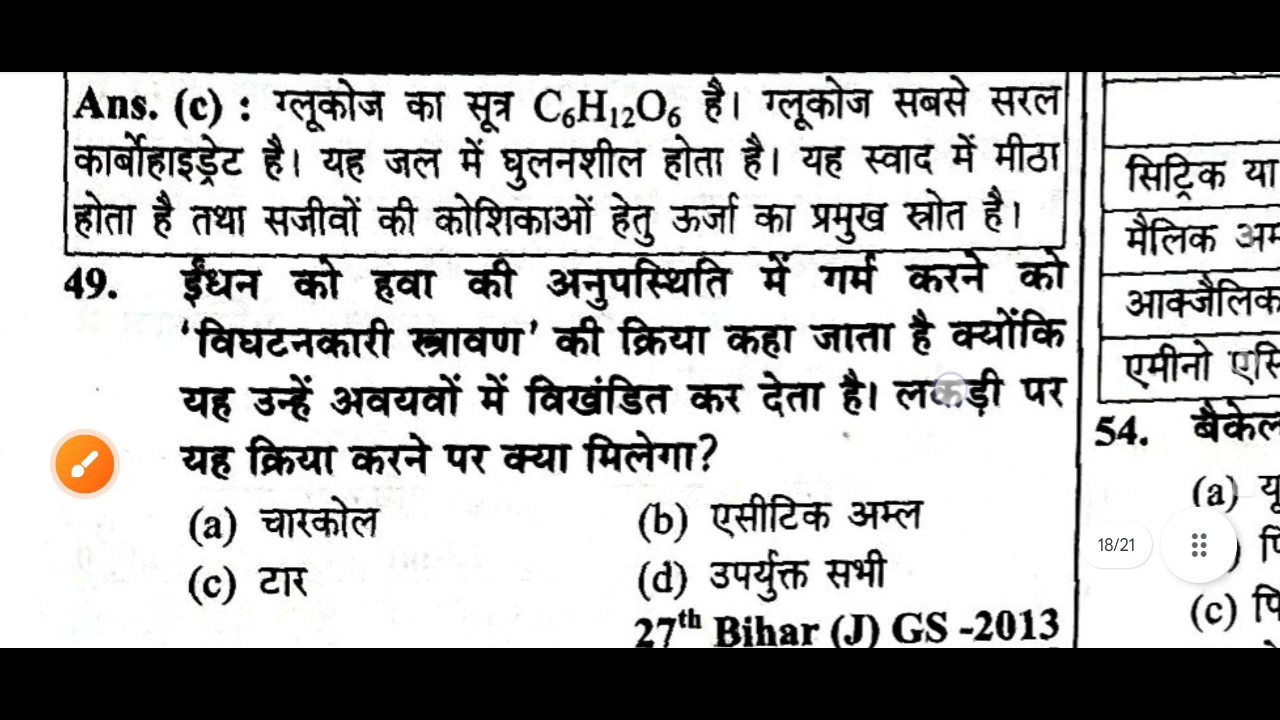 Ans. (c) : ग्लूकोज का सूत्र C₆H₁₂O₆ है। ग्लूकोज सबसे सरल
कार्बोहाइड्रेट है। यह जल में घुलनशील होता है। यह स्वाद में मीठा
होता है तथा सजीवों की कोशिकाओं हेतु ऊर्जा का प्रमुख स्रोत है।
49. ईंधन को हवा की अनुपस्थिति में गर्म करने को
'विघटनकारी स्त्रावण' की क्रिया कहा जाता है क्योंकि
यह उन्हें अवयवों में विखंडित कर देता है। लकड़ी पर
यह क्रिया करने पर क्या मिलेगा?
(a) चारकोल (b) एसीटिक अम्ल
(c) टार (d) उपर्युक्त सभी
27th Bihar (J) GS -2013
सिट्रिक या
मैलिक
आक्जैलिक
एमीनो
54.
(a)
(c)
18/21